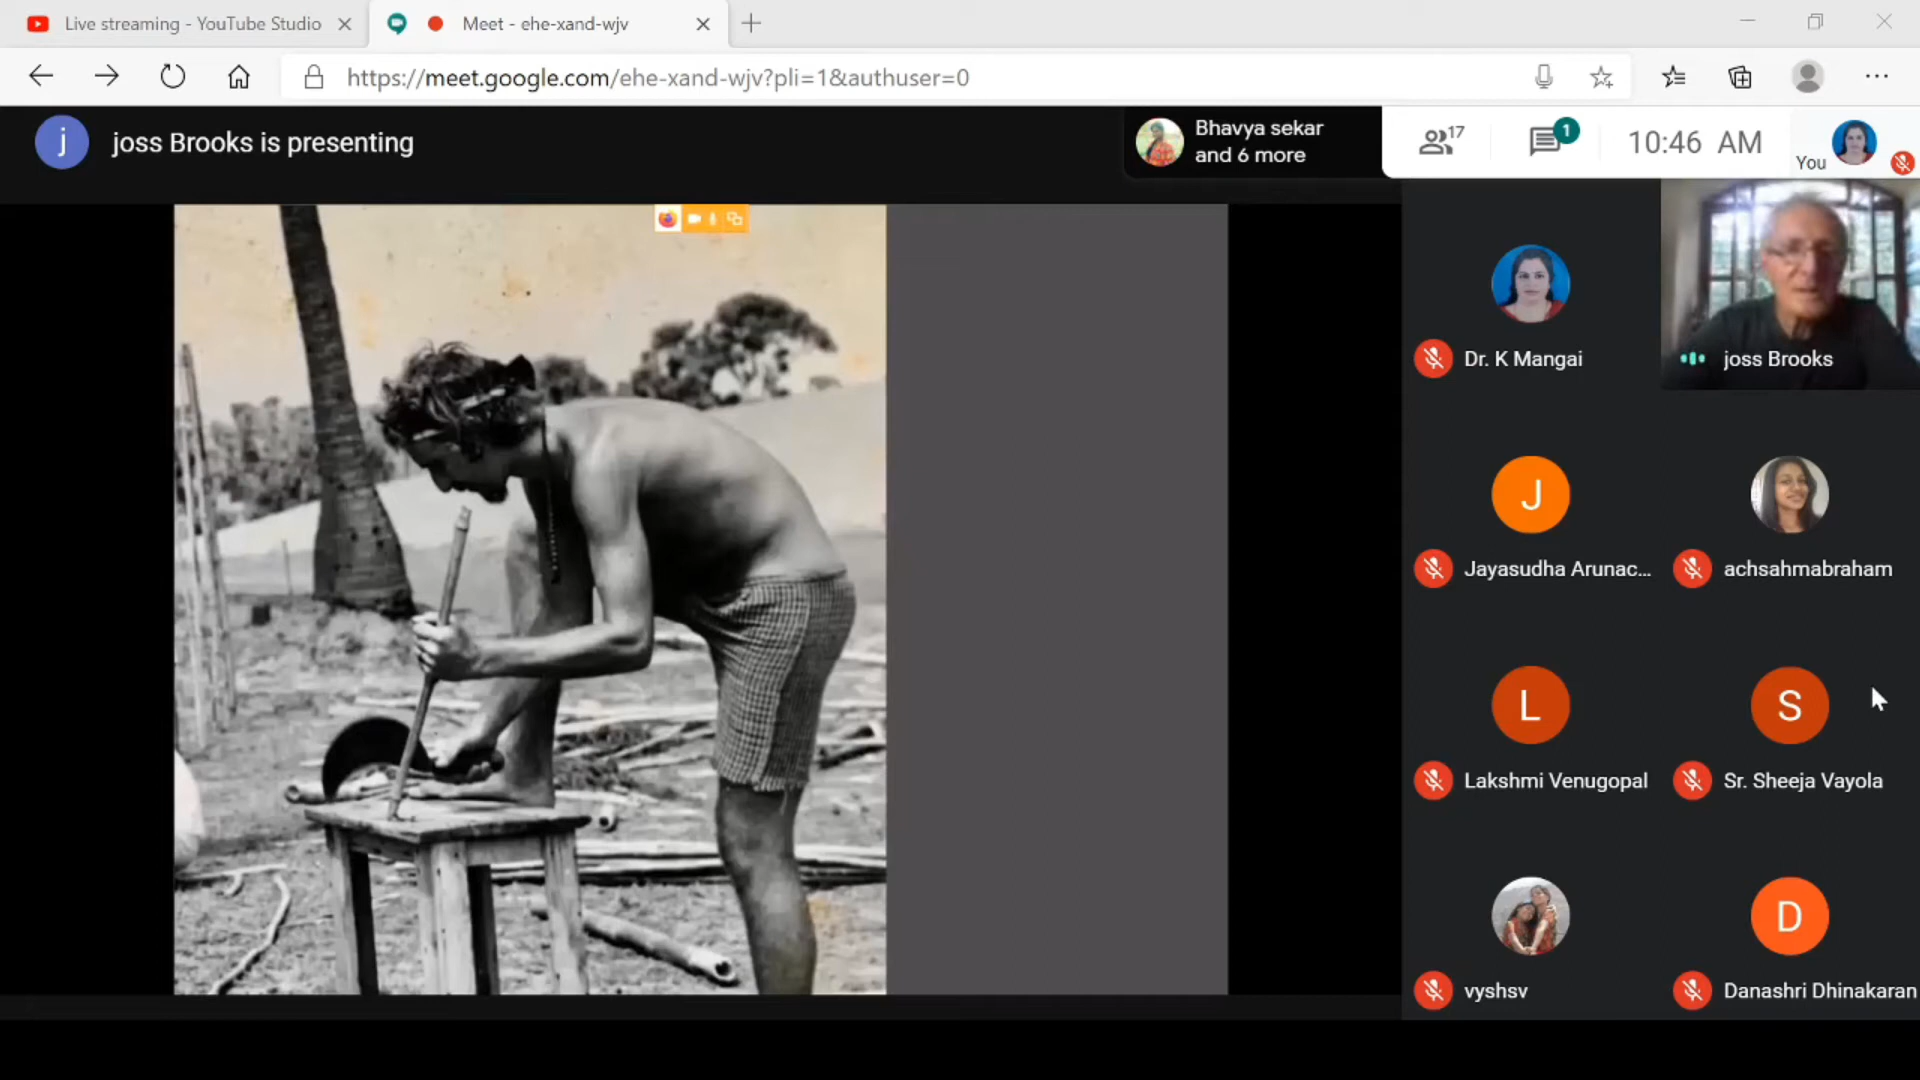 Live streaming - YouTube Studio
Meet - ehe-xand-wjv
https://meet.google.com/ehe-xand-wjv?pli=1&authuser=0
j
joss Brooks is presenting
Bhavya sekar
and 6 more
17
1
10:46 AM
You
Dr. K Mangai
joss Brooks
J
Jayasudha Arunac...
achsahmabraham
L
S
Lakshmi Venugopal
Sr. Sheeja Vayola
D
vyshsv
Danashri Dhinakaran